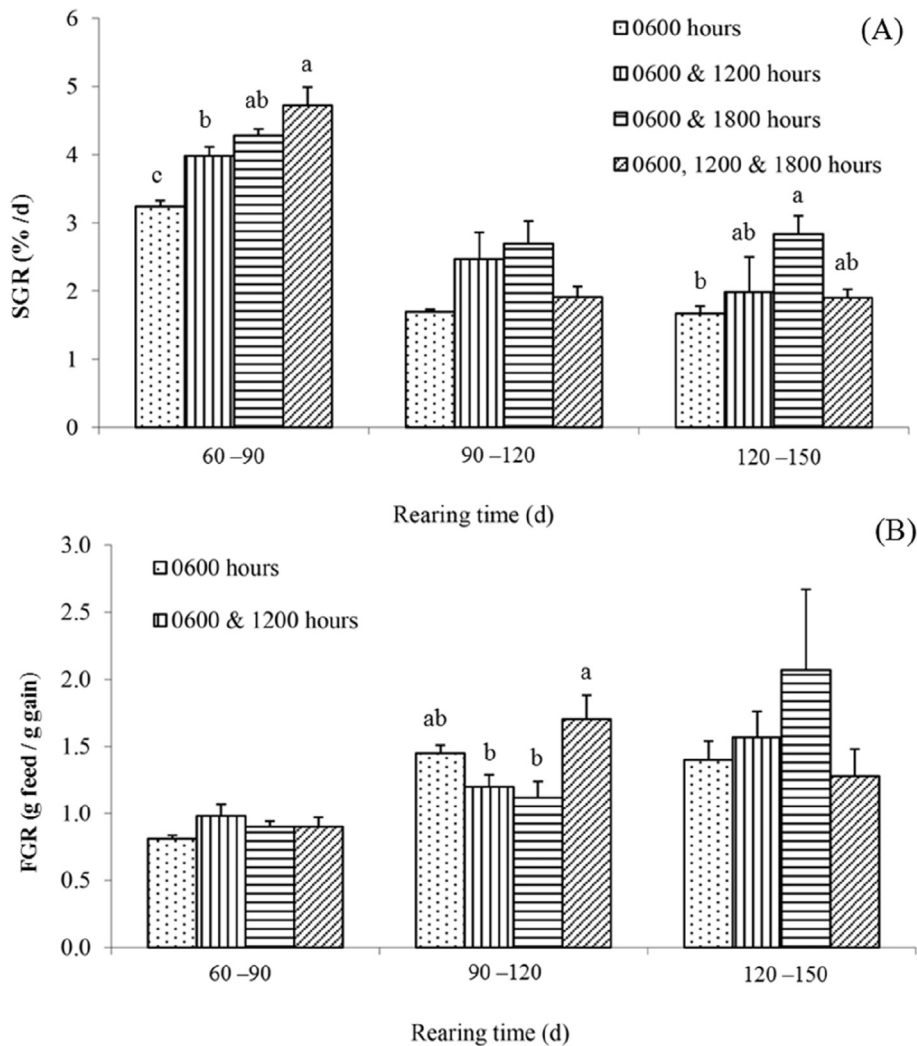 (A)
0600 hours
0600 & 1200 hours
0600 & 1800 hours
0600, 1200 & 1800 hours
SGR (% /d)
6
5
4
3
2
1
0
c
b
ab
a
b
ab
a
ab
60 –90
90 –120
120 –150
Rearing time (d)
(B)
0600 hours
0600 & 1200 hours
FGR (g feed / g gain)
3.0
2.5
2.0
1.5
1.0
0.5
0.0
ab
b
b
a
60 –90
90 –120
120 –150
Rearing time (d)